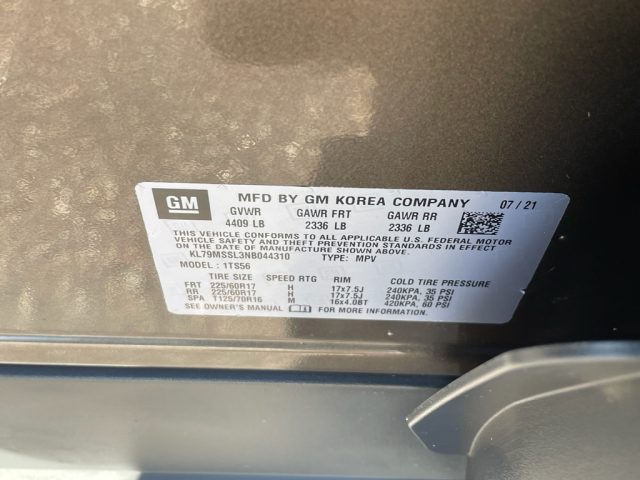 GM MFD BY GM KOREA COMPANY 07 / 21
GVWR GAWR FRT GAWR RR
4409 LB 2336 LB 2336 LB
THIS VEHICLE CONFORMS TO ALL APPLICABLE U.S. FEDERAL MOTOR
VEHICLE SAFETY AND THEFT PREVENTION STANDARDS IN EFFECT ON THE
DATE OF MANUFACTURE SHOWN ABOVE.
KL79MSSL3NB044310 TYPE: MPV
MODEL : 1TS56
TIRE SIZE SPEED RTG RIM COLD TIRE PRESSURE
FRT 225/60R17 H 17x7.5J 240KPA, 35 PSI
RR 225/60R17 H 17x7.5J 240KPA, 35 PSI
SPA T125/70R16 M 16x4.0BT 420KPA, 60 PSI
SEE OWNER'S MANUAL FOR MORE INFORMATION.